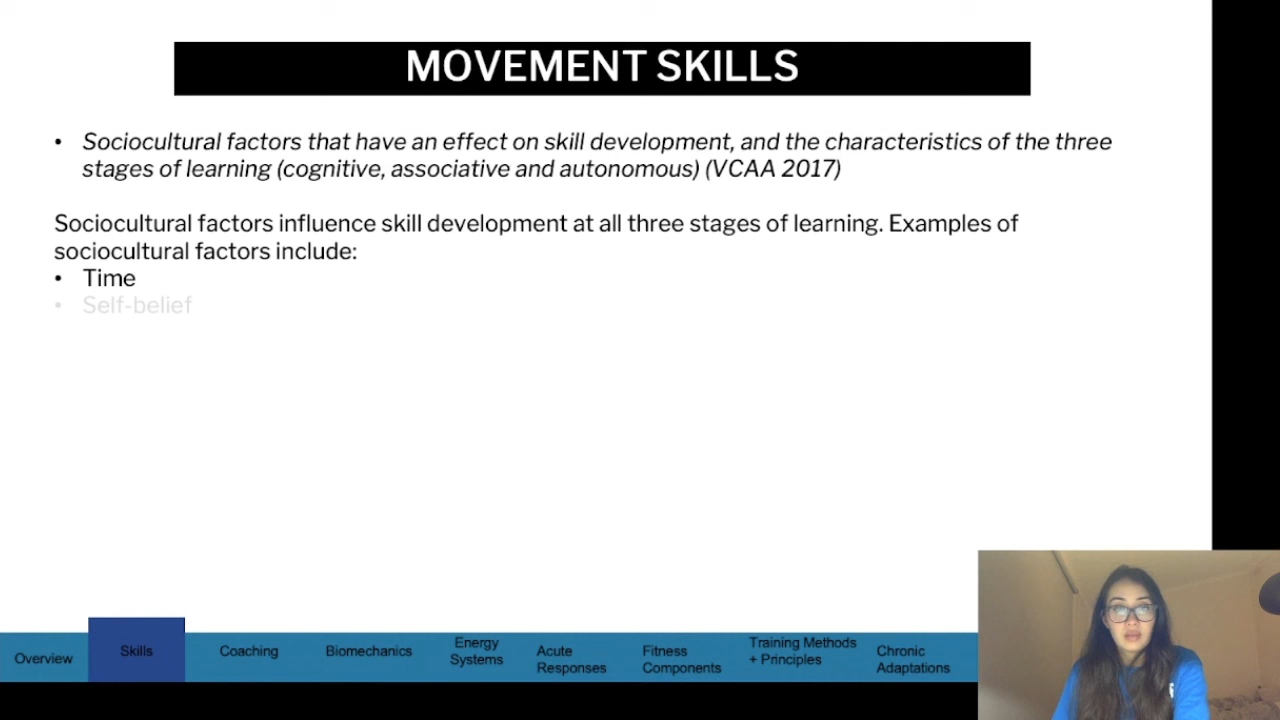 MOVEMENT SKILLS
• Sociocultural factors that have an effect on skill development, and the characteristics of the three
stages of learning (cognitive, associative and autonomous) (VCAA 2017)
Sociocultural factors influence skill development at all three stages of learning. Examples of
sociocultural factors include:
• Time
• Self-belief
Overview
Skills
Coaching
Biomechanics
Energy
Systems
Acute
Responses
Fitness
Components
Training Methods
+ Principles
Chronic
Adaptations